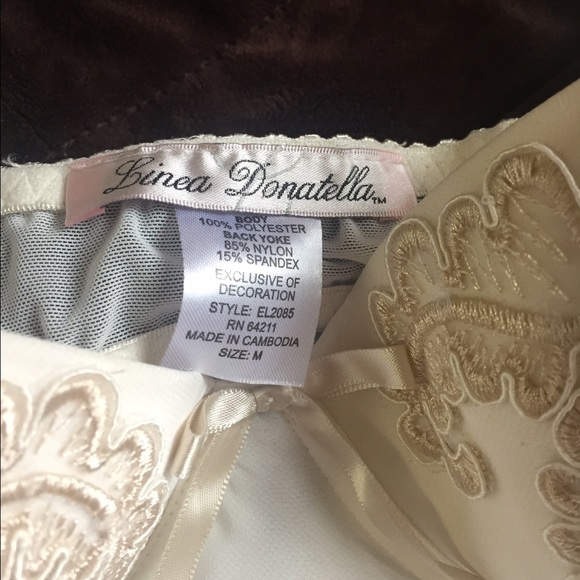 Linea Donatella™
BODY
100% POLYESTER
BACK YOKE
85% NYLON
15% SPANDEX
EXCLUSIVE OF
DECORATION
STYLE: EL2085
RN 64211
MADE IN CAMBODIA
SIZE: M